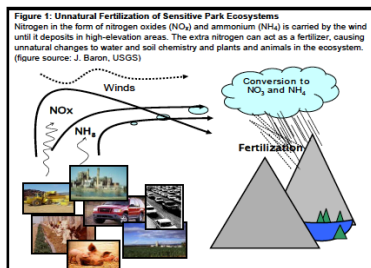 Figure 1: Unnatural Fertilization of Sensitive Park Ecosystems
Nitrogen in the form of nitrogen oxides (NOₓ) and ammonium (NH₄) is carried by the wind
until it deposits in high-elevation areas. The extra nitrogen can act as a fertilizer, causing
unnatural changes to water and soil chemistry and plants and animals in the ecosystem.
(figure source: J. Baron, USGS)
Winds
NOx
NH₃
Conversion to
NO₃ and NH₄
Fertilization